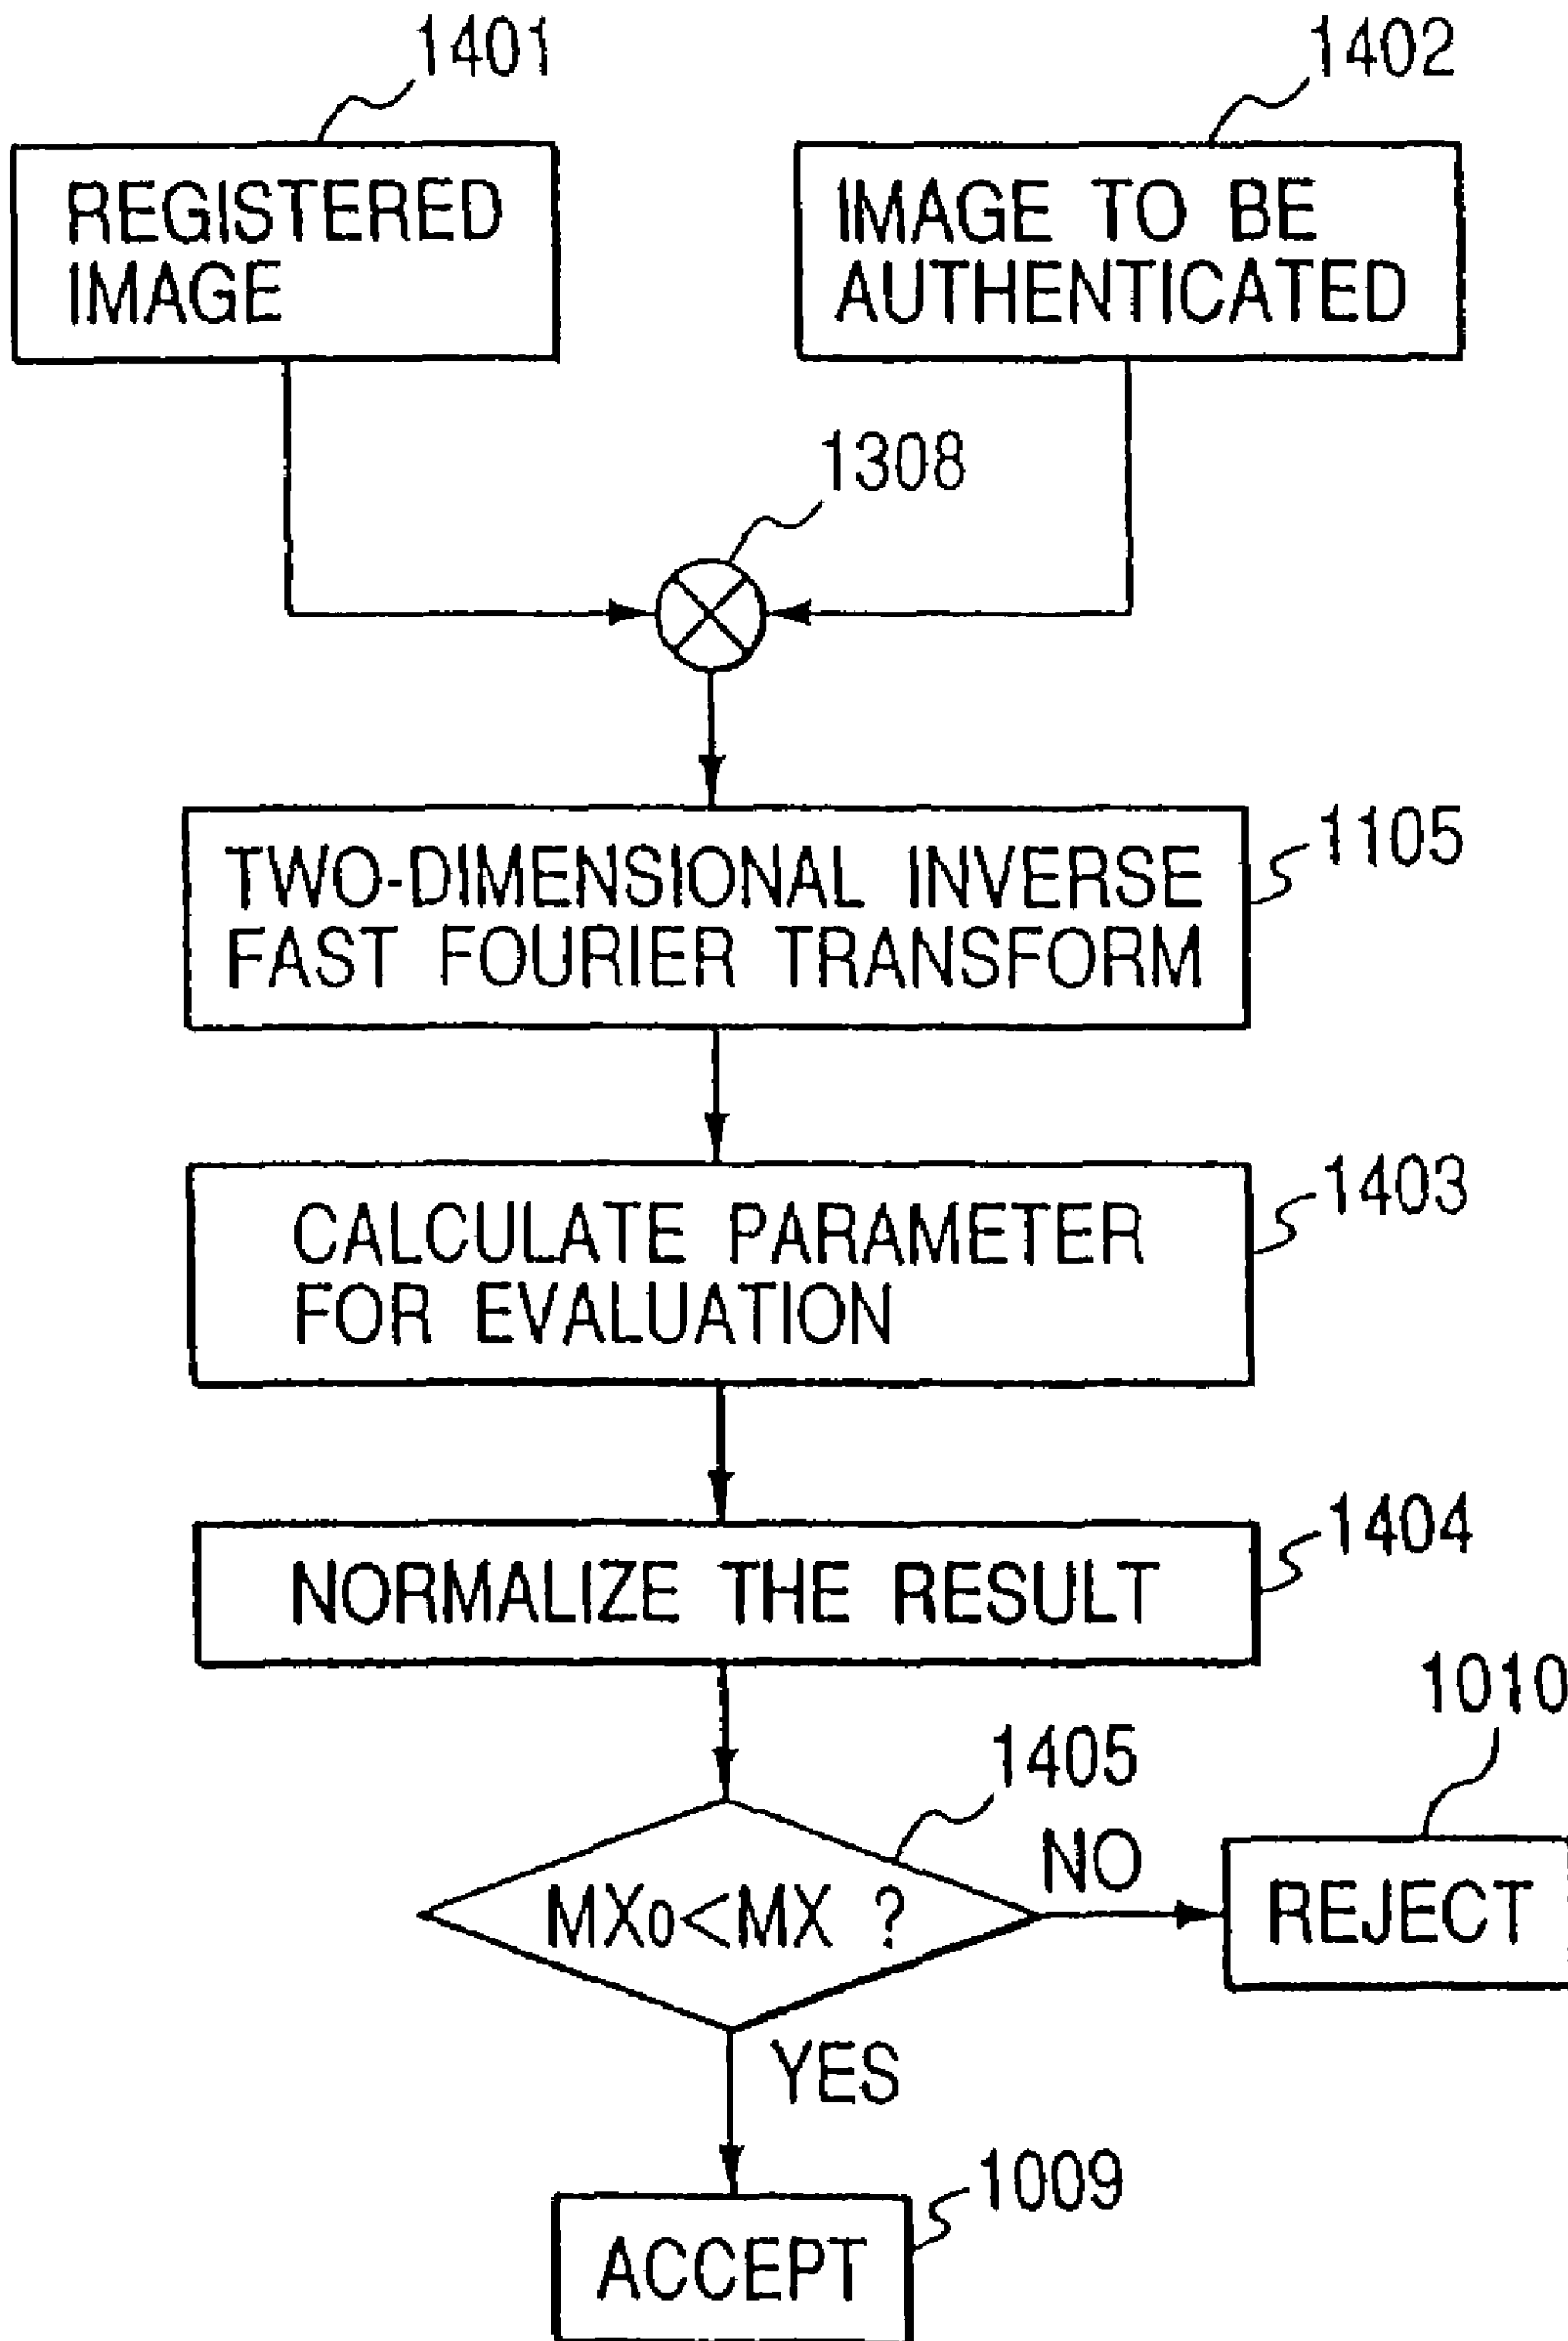 1401
1402
REGISTERED
IMAGE
IMAGE TO BE
AUTHENTICATED
1308
TWO-DIMENSIONAL INVERSE
FAST FOURIER TRANSFORM
1105
CALCULATE PARAMETER
FOR EVALUATION
1403
NORMALIZE THE RESULT
1404
1010
1405
MX₀<MX ?
NO
REJECT
YES
1009
ACCEPT